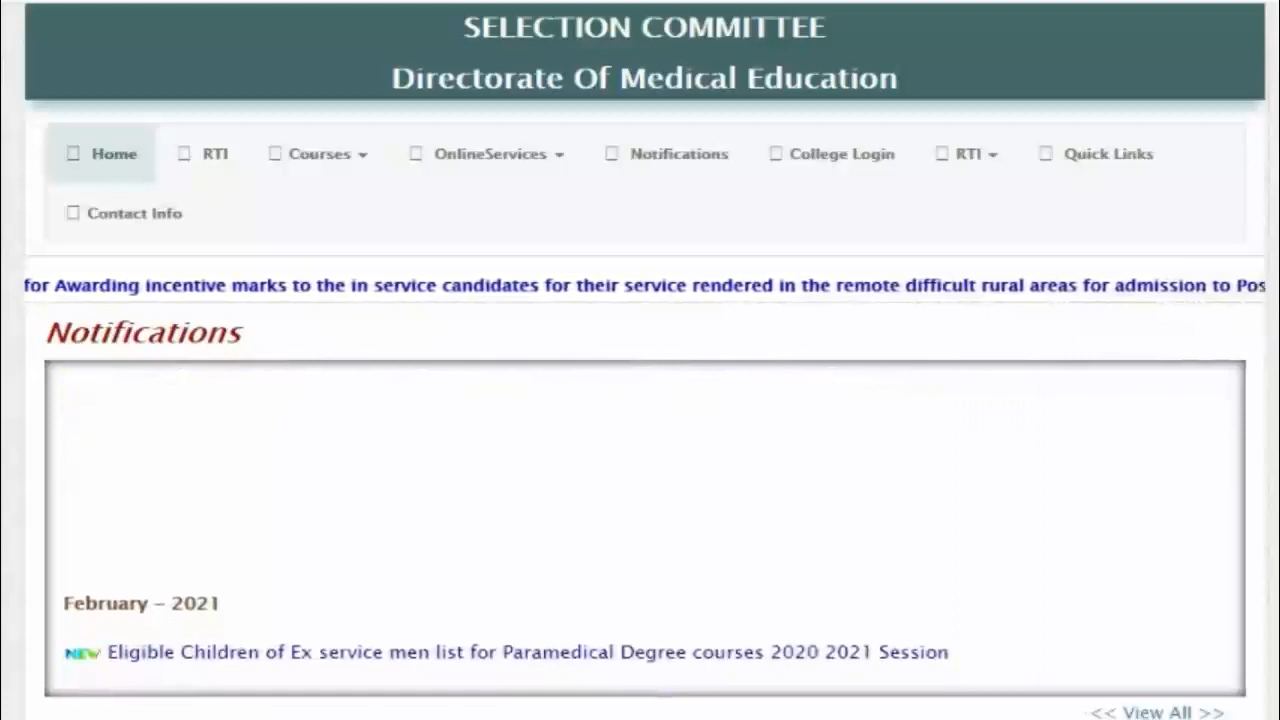 SELECTION COMMITTEE
Directorate Of Medical Education
Home RTI Courses OnlineServices Notifications College Login RTI Quick Links
Contact Info
for Awarding incentive marks to the in service candidates for their service rendered in the remote difficult rural areas for admission to Pos
Notifications
February - 2021
NEW Eligible Children of Ex service men list for Paramedical Degree courses 2020 2021 Session
<< View All >>